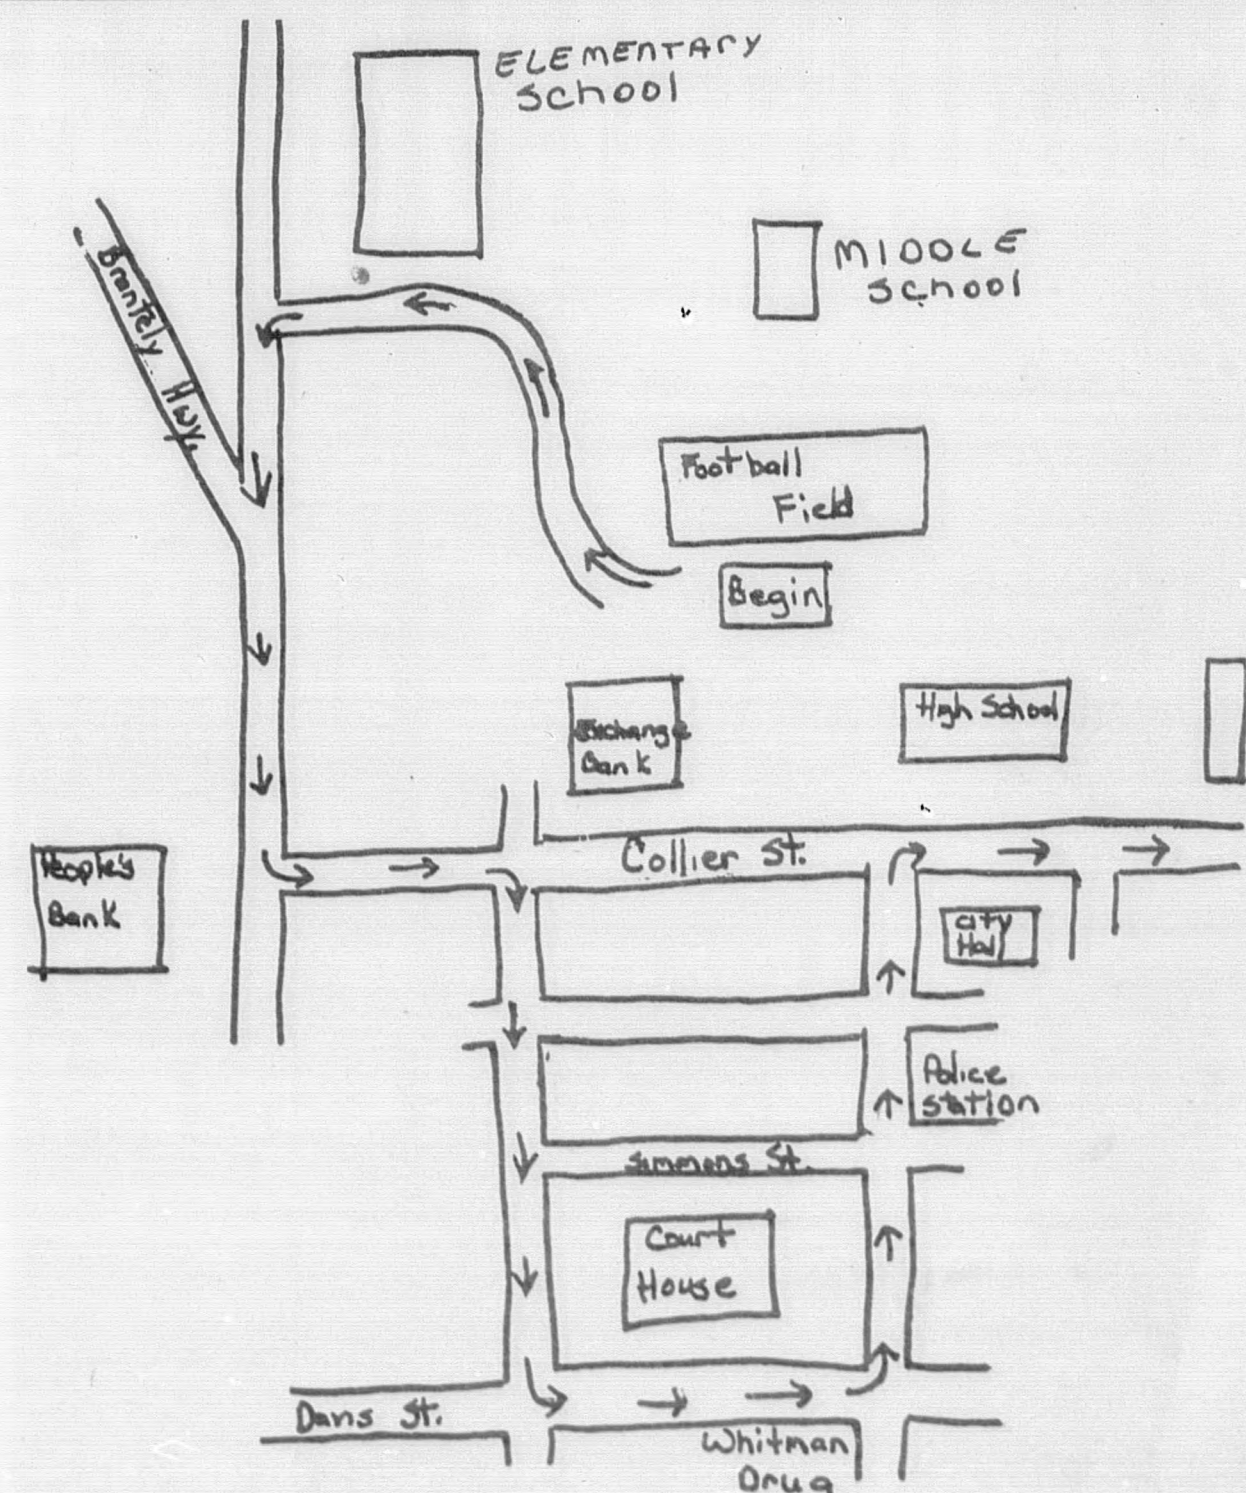 ELEMENTARY
SCHOOL
MIDDLE
SCHOOL
Brantely Hwy.
Football
Field
Begin
Exchange
Bank
High School
People's
Bank
Collier St.
City
Hall
Police
station
Simmons St.
Court
House
Davis St.
Whitman
Drug